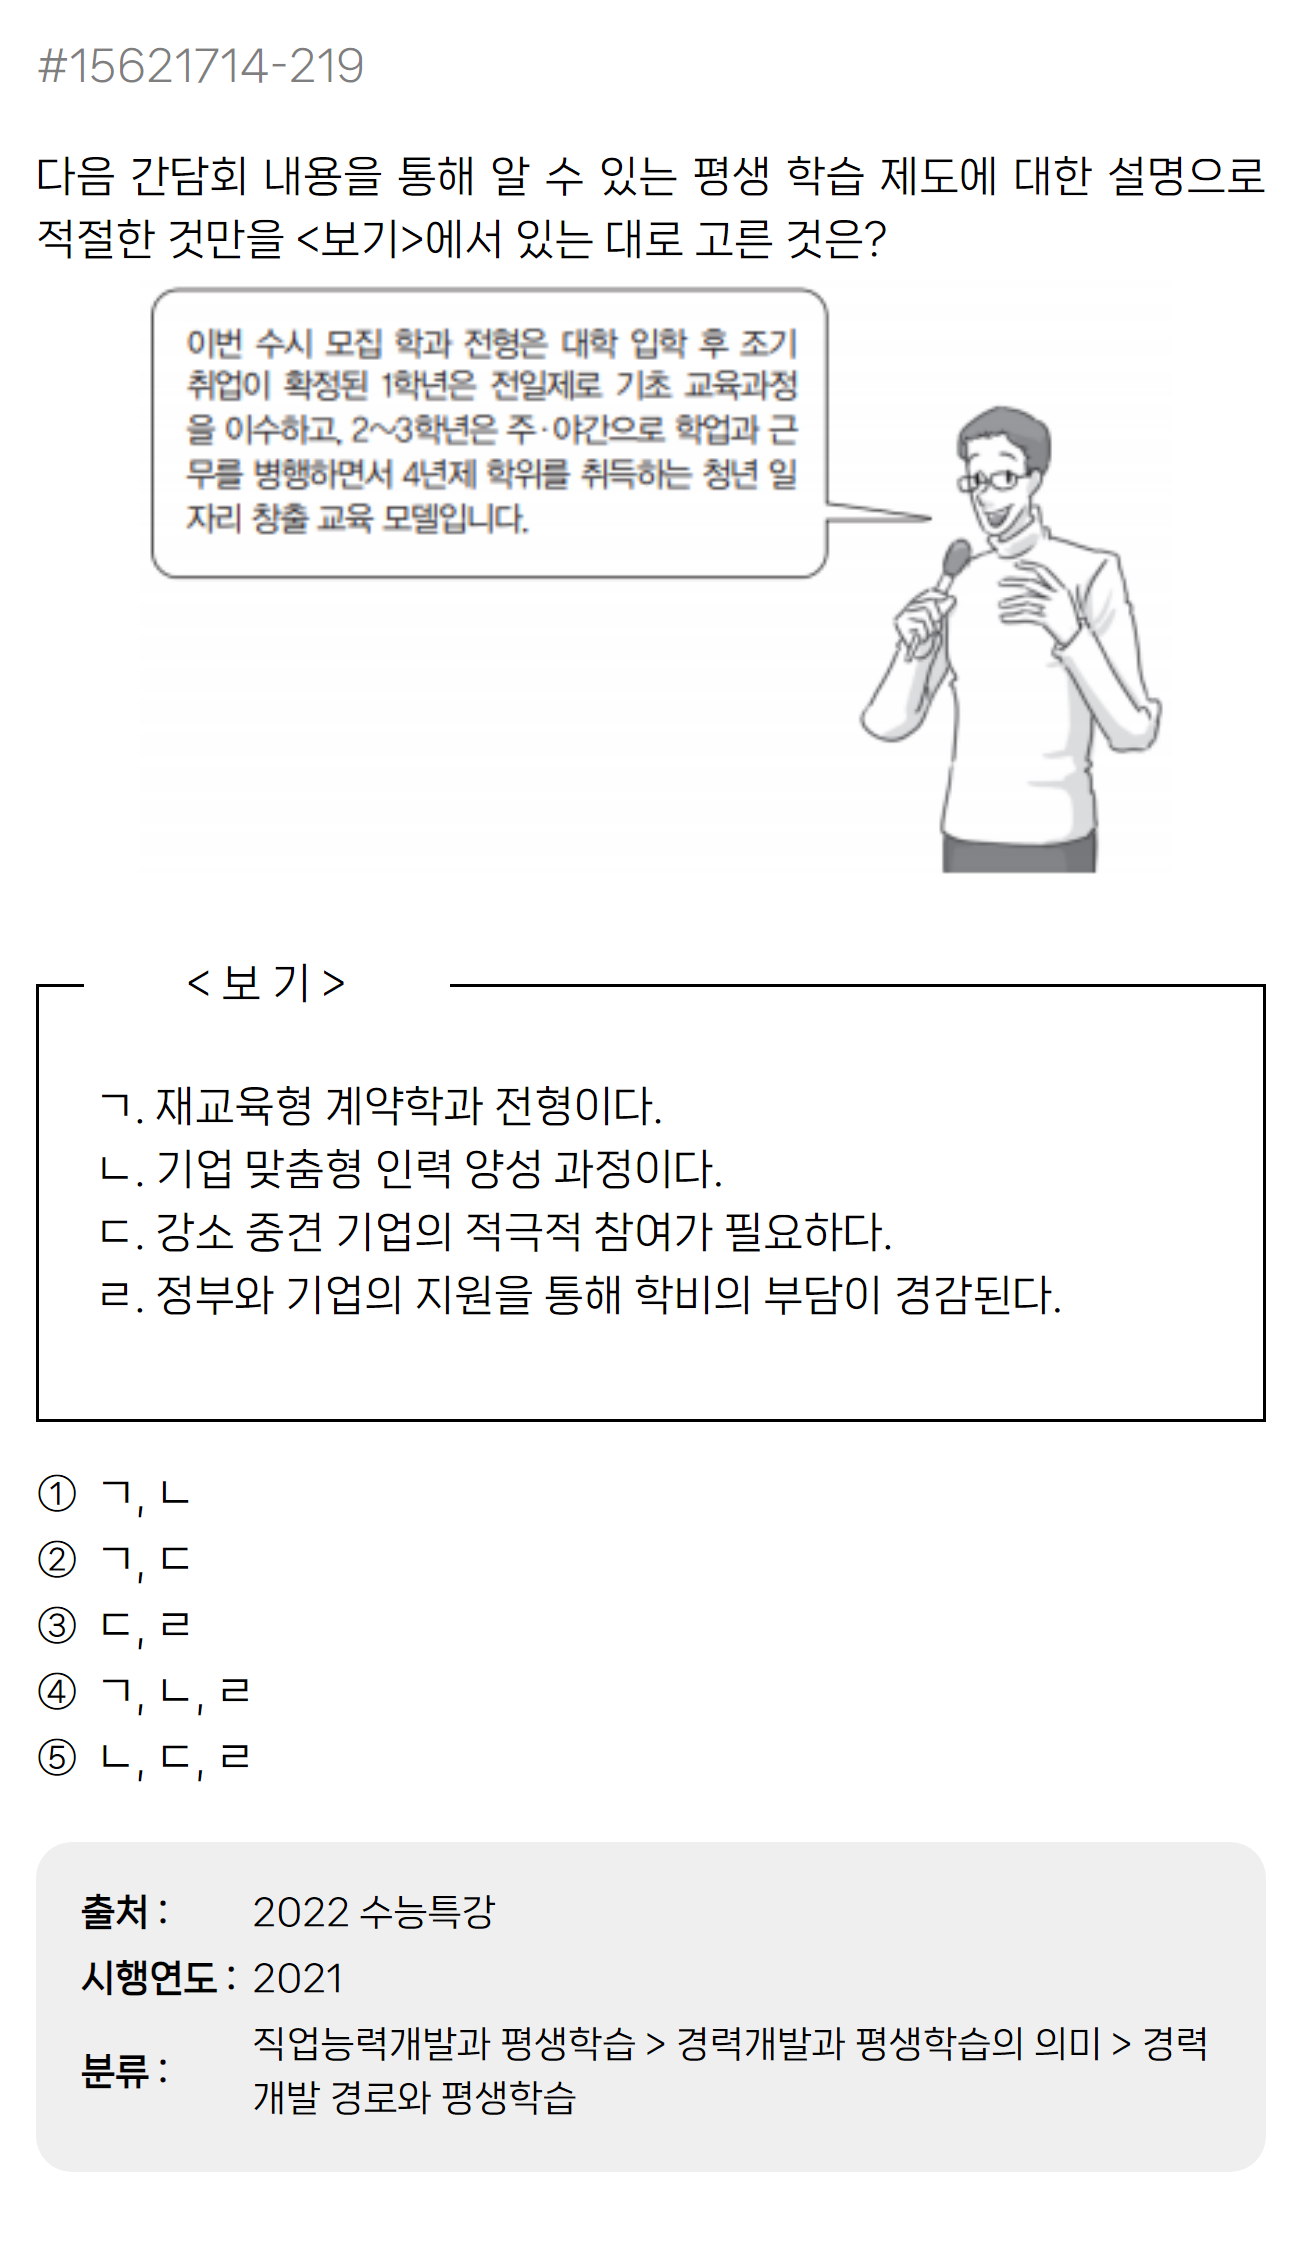 #15621714-219
다음 간담회 내용을 통해 알 수 있는 평생 학습 제도에 대한 설명으로
적절한 것만을 <보기>에서 있는 대로 고른 것은?
이번 수시 모집 학과 전형은 대학 입학 후 조기
취업이 확정된 1학년은 전일제로 기초 교육과정
을 이수하고, 2~3학년은 주·야간으로 학업과 근
무를 병행하면서 4년제 학위를 취득하는 청년 일
자리 창출 교육 모델입니다.
< 보 기 >
ㄱ. 재교육형 계약학과 전형이다.
ㄴ. 기업 맞춤형 인력 양성 과정이다.
ㄷ. 강소 중견 기업의 적극적 참여가 필요하다.
ㄹ. 정부와 기업의 지원을 통해 학비의 부담이 경감된다.
① ㄱ, ㄴ
② ㄱ, ㄷ
③ ㄷ, ㄹ
④ ㄱ, ㄴ, ㄹ
⑤ ㄴ, ㄷ, ㄹ
출처 : 2022 수능특강
시행연도 : 2021
분류 : 직업능력개발과 평생학습 > 경력개발과 평생학습의 의미 > 경력
개발 경로와 평생학습